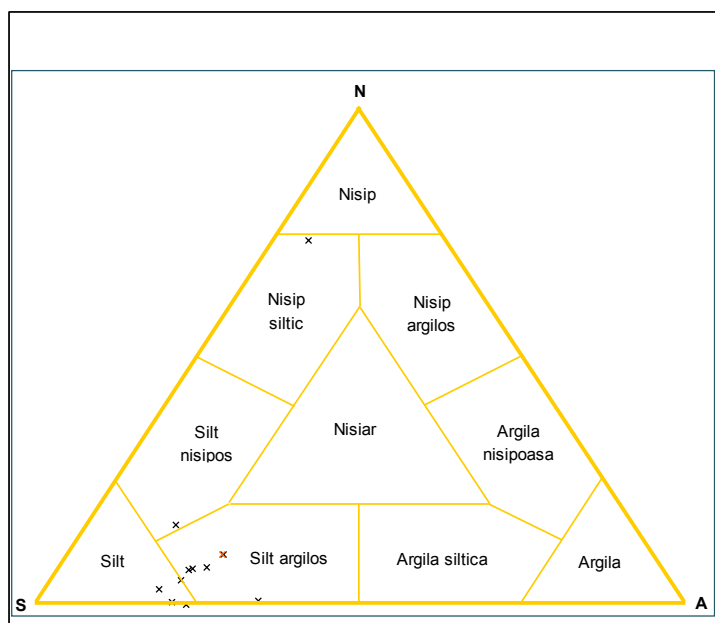 N
Nisip
Nisip
siltic
Nisip
argilos
Silt
nisipos
Nisiar
Argila
nisipoasa
Silt
Silt argilos
Argila siltica
Argila
S
A